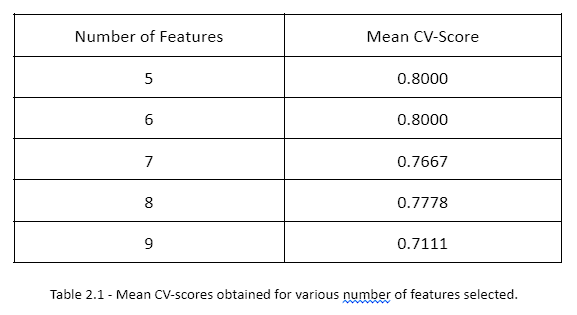 Number of Features Mean CV-Score
5 0.8000
6 0.8000
7 0.7667
8 0.7778
9 0.7111
Table 2.1 - Mean CV-scores obtained for various number of features selected.